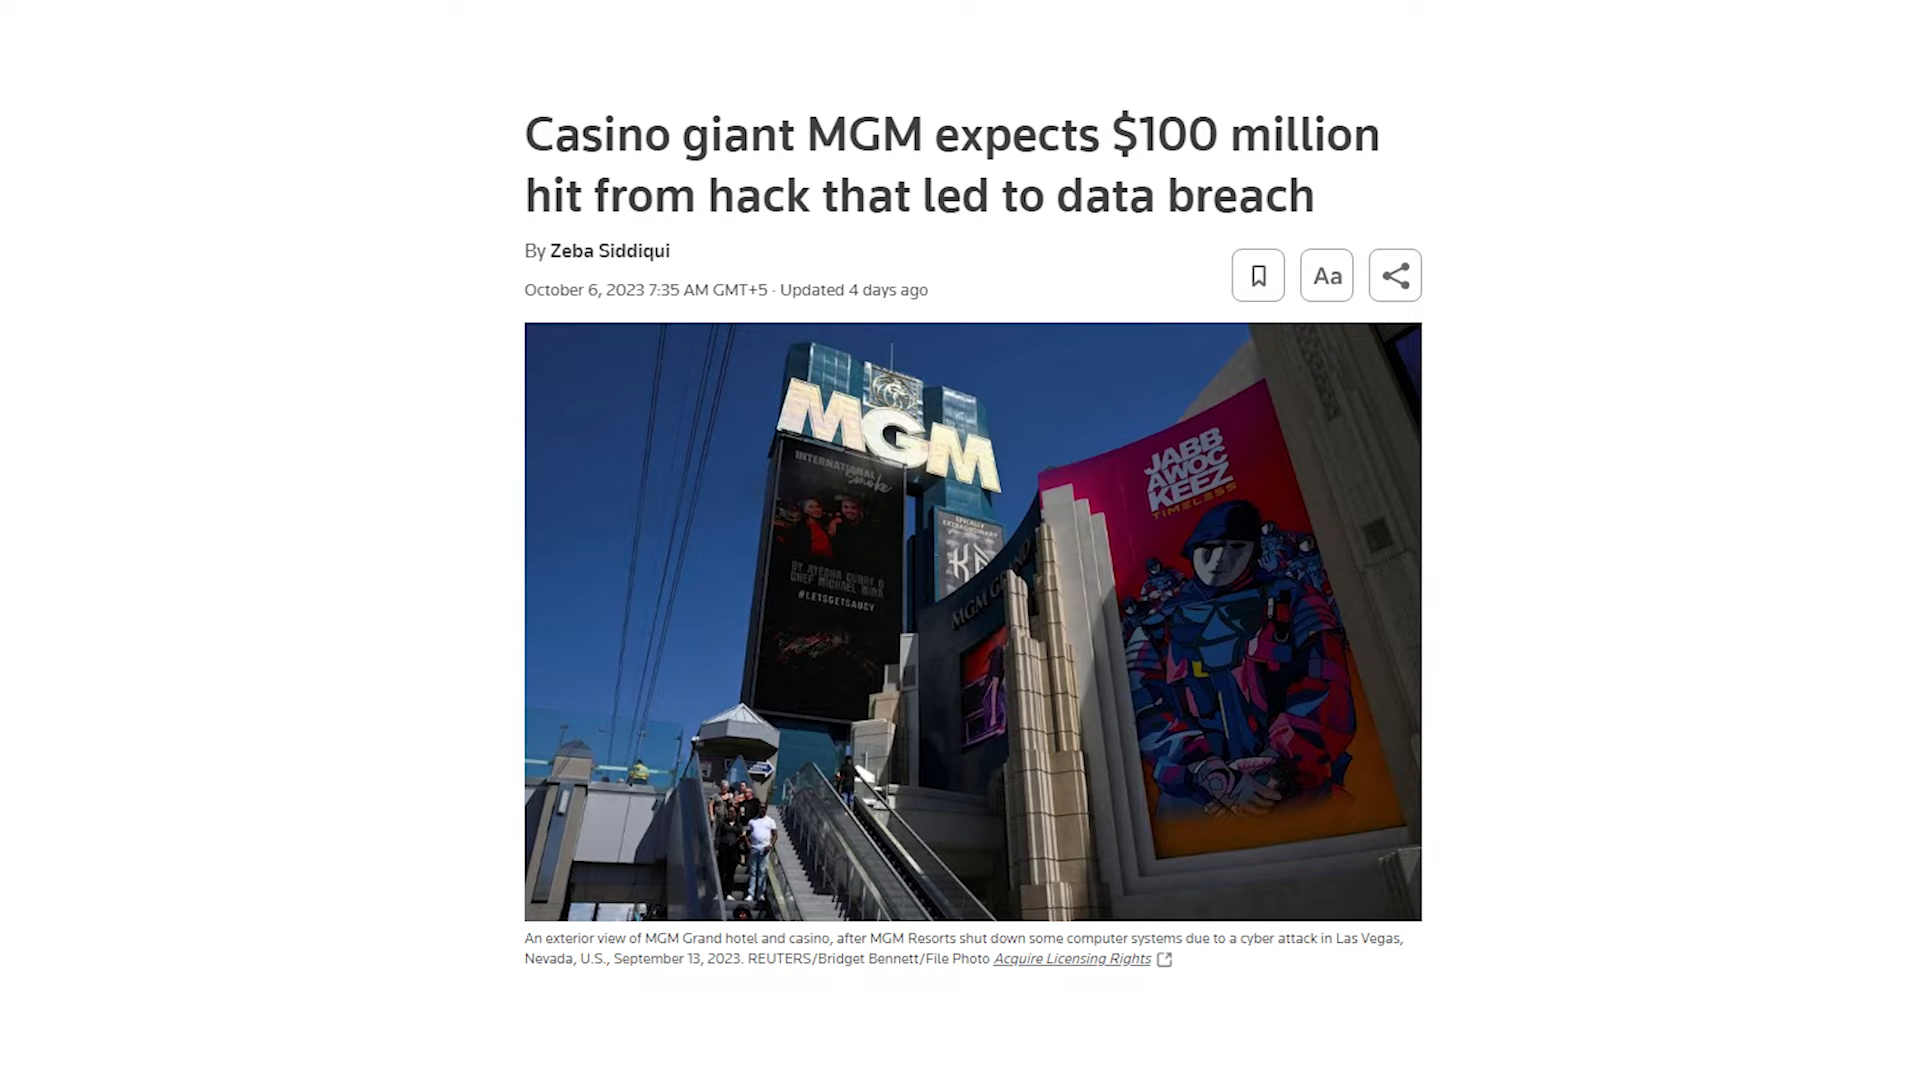 Casino giant MGM expects $100 million
hit from hack that led to data breach
By Zeba Siddiqui
October 6, 2023 7:35 AM GMT+5 · Updated 4 days ago
Aa
MGM
INTERNATIONAL
smoke
BY AYESHA CURRY &
CHEF MICHAEL MINA
#LETSGETSAUCY
EPICALLY
EXTRAORDINARY
KÀ
MGM GRAND
JABB
AWOC
KEEZ
TIMELESS
An exterior view of MGM Grand hotel and casino, after MGM Resorts shut down some computer systems due to a cyber attack in Las Vegas,
Nevada, U.S., September 13, 2023. REUTERS/Bridget Bennett/File Photo Acquire Licensing Rights